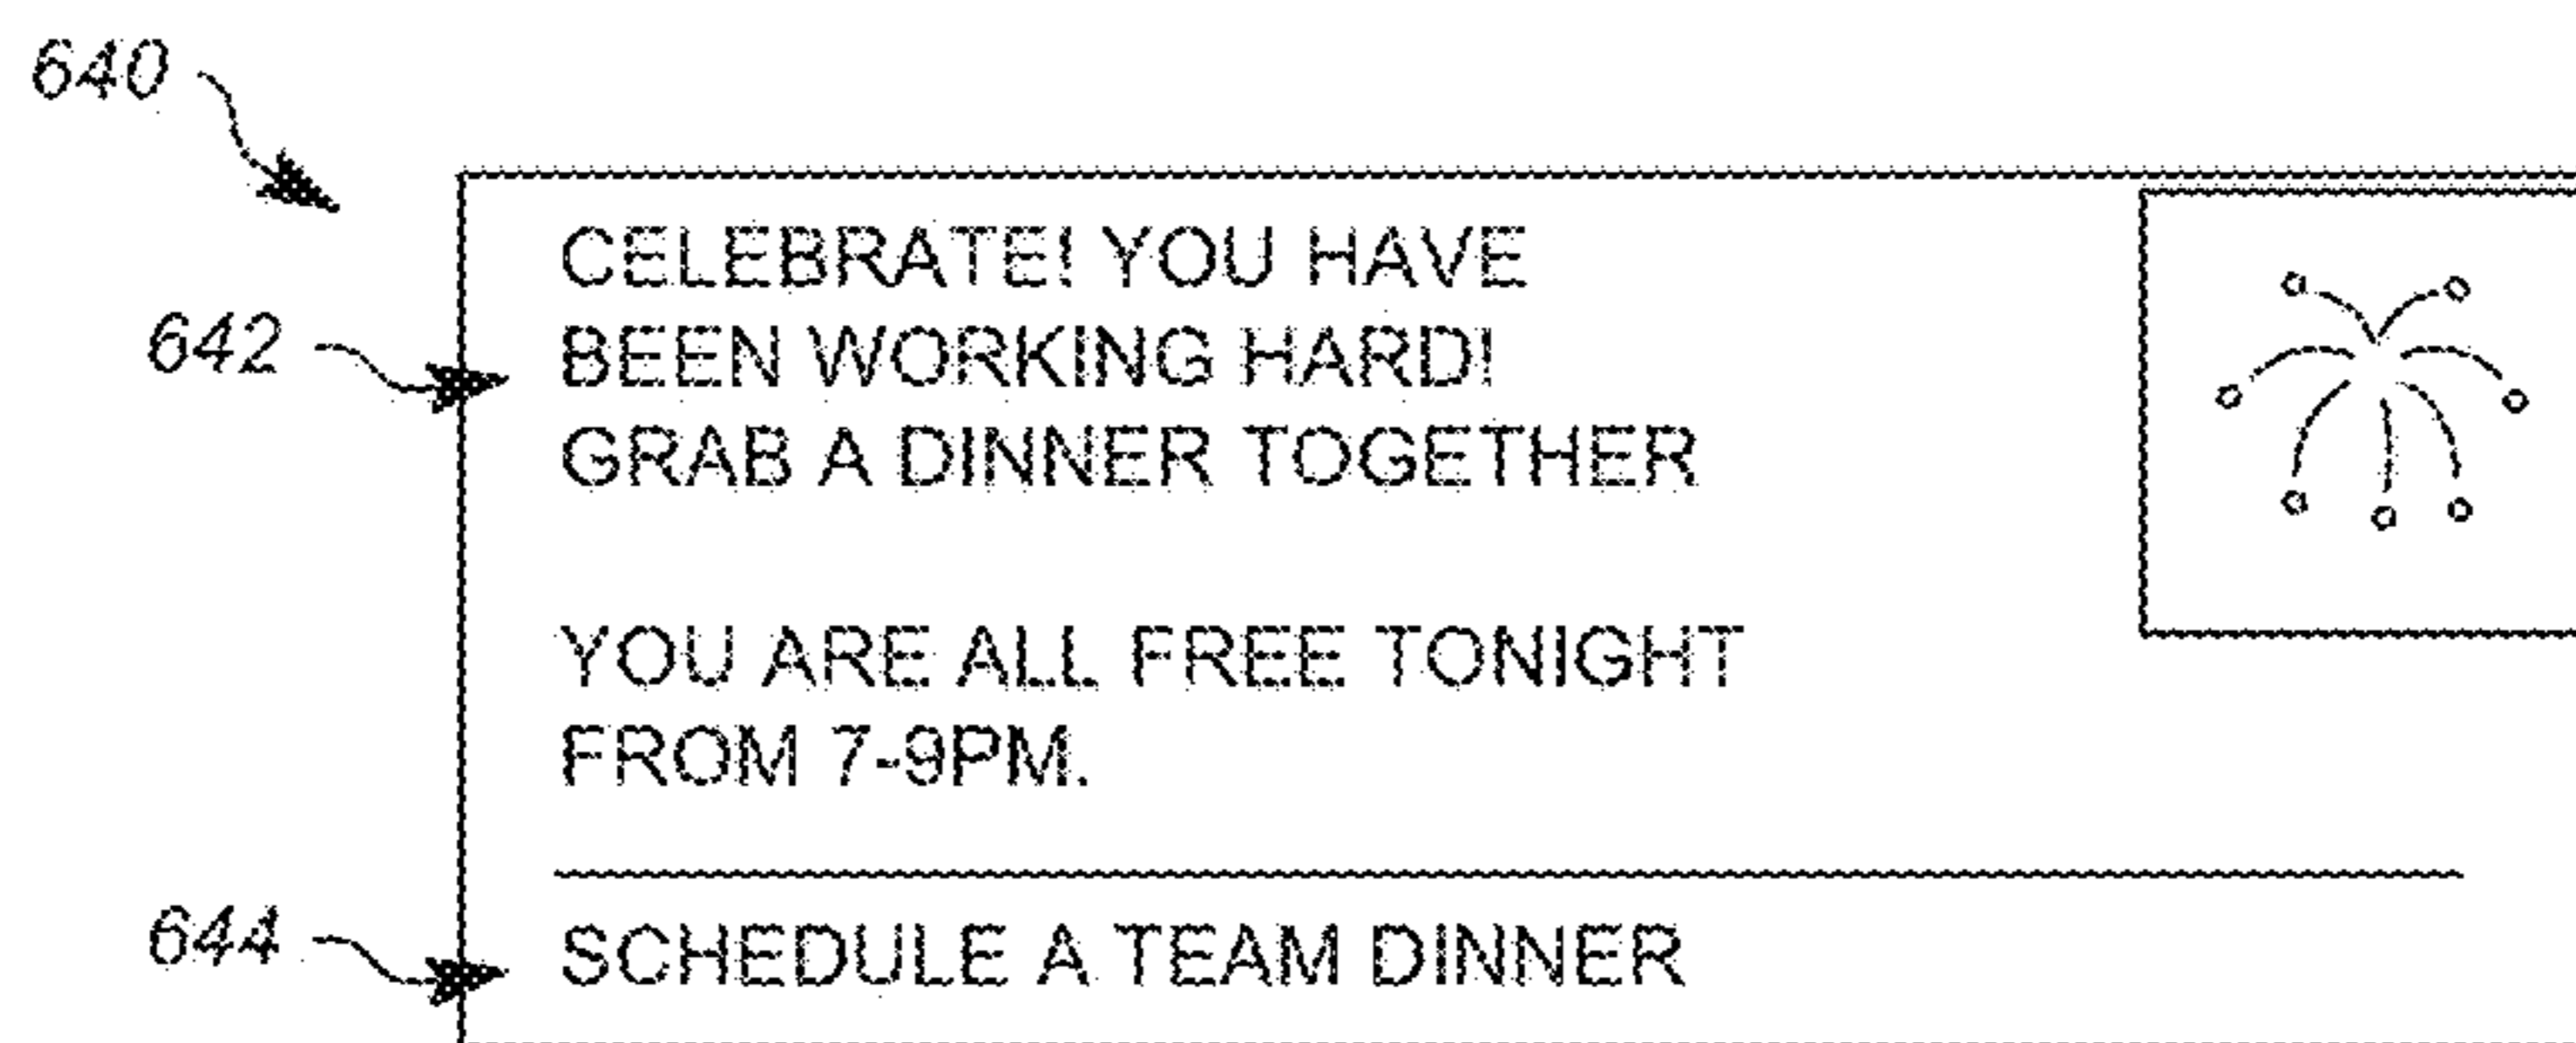 640
CELEBRATE! YOU HAVE
642 BEEN WORKING HARD!
GRAB A DINNER TOGETHER
YOU ARE ALL FREE TONIGHT
FROM 7-9PM.
644 SCHEDULE A TEAM DINNER